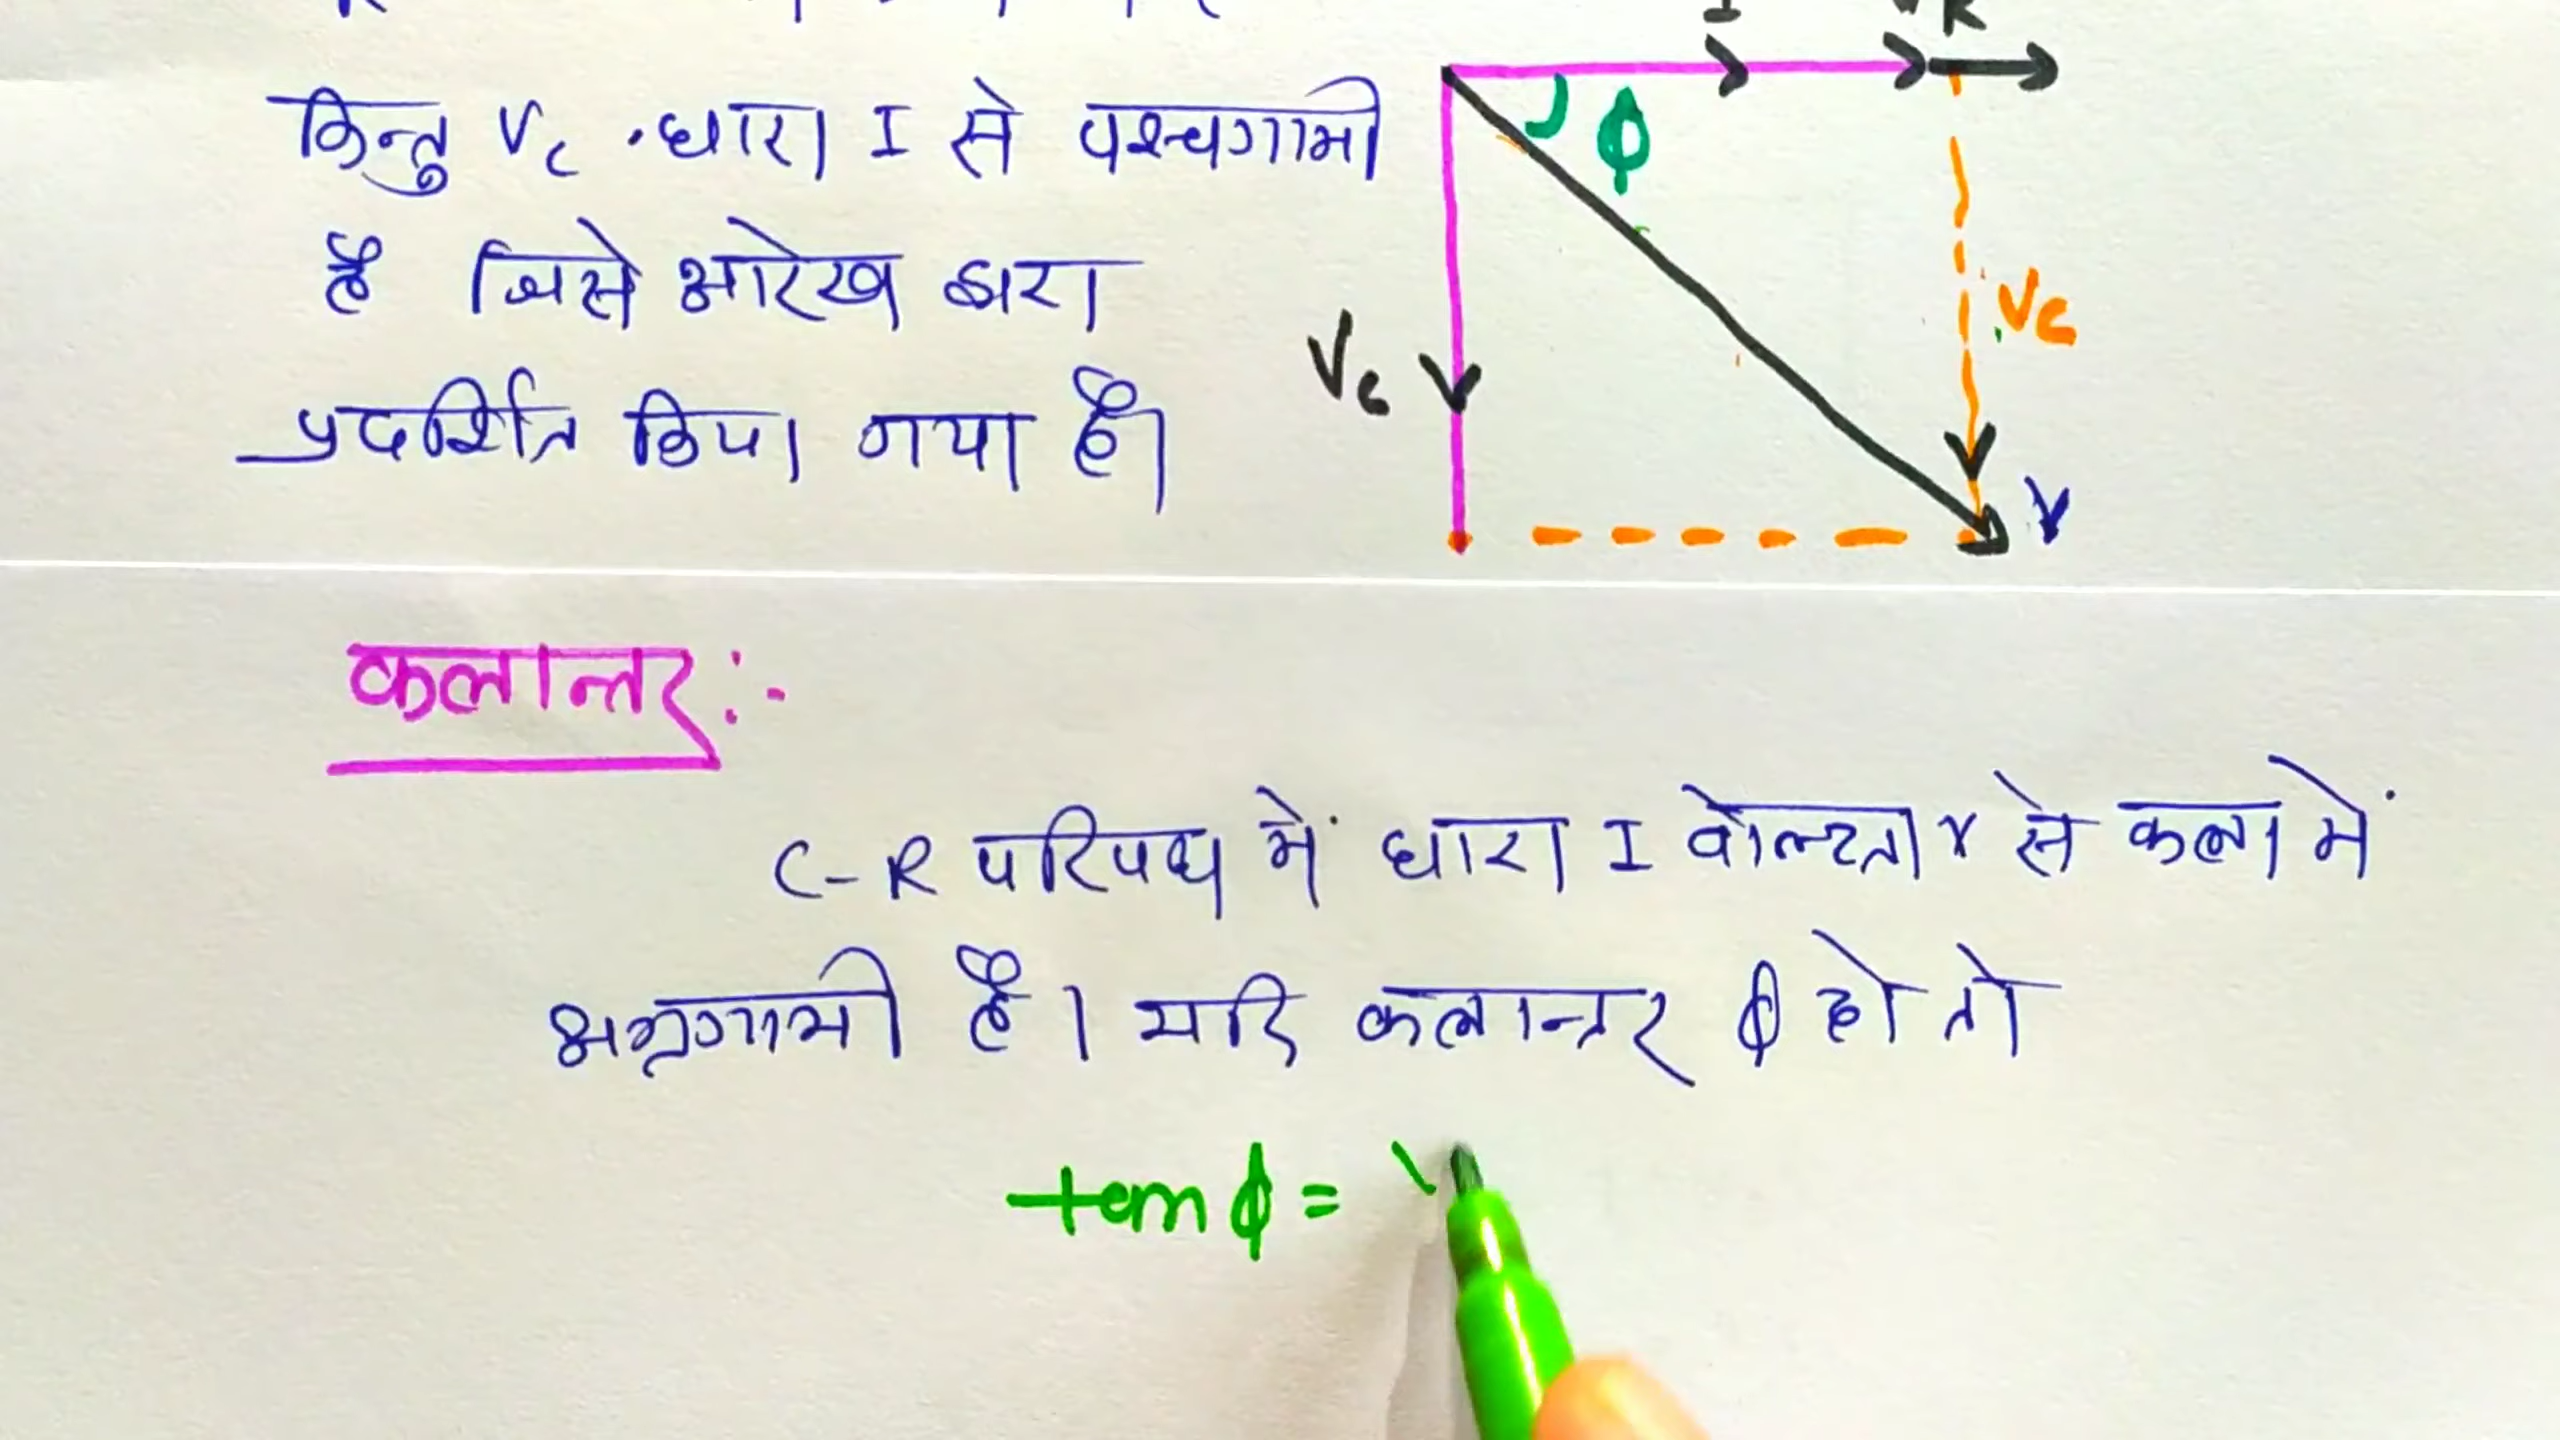 किन्तु Vc धारा I से पश्चगामी
है जिसे आरेख द्वारा
प्रदर्शित किया गया है।
I
R
ϕ
Vc
Vc
V
कलान्तर :-
C-R परिपथ में धारा I वोल्टता V से कला में
अग्रगामी है। यदि कलान्तर ϕ हो तो
tan ϕ =